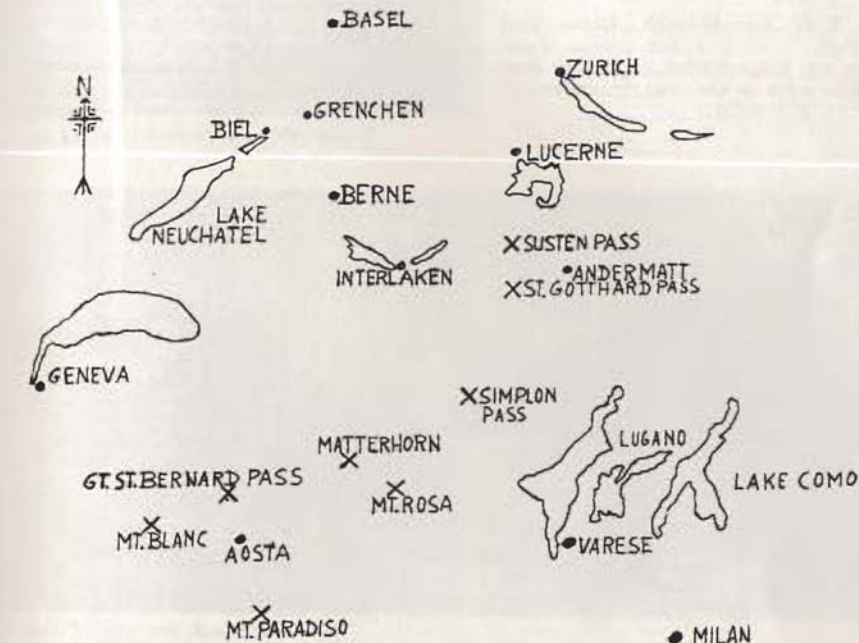 BASEL
ZURICH
N
GRENCHEN
BIEL
LUCERNE
BERNE
LAKE
NEUCHATEL
SUSTEN PASS
INTERLAKEN
ANDERMATT
ST. GOTTHARD PASS
GENEVA
SIMPLON
PASS
MATTERHORN
LUGANO
GT. ST. BERNARD PASS
MT. ROSA
LAKE COMO
MT. BLANC
AOSTA
VARESE
MT. PARADISO
MILAN